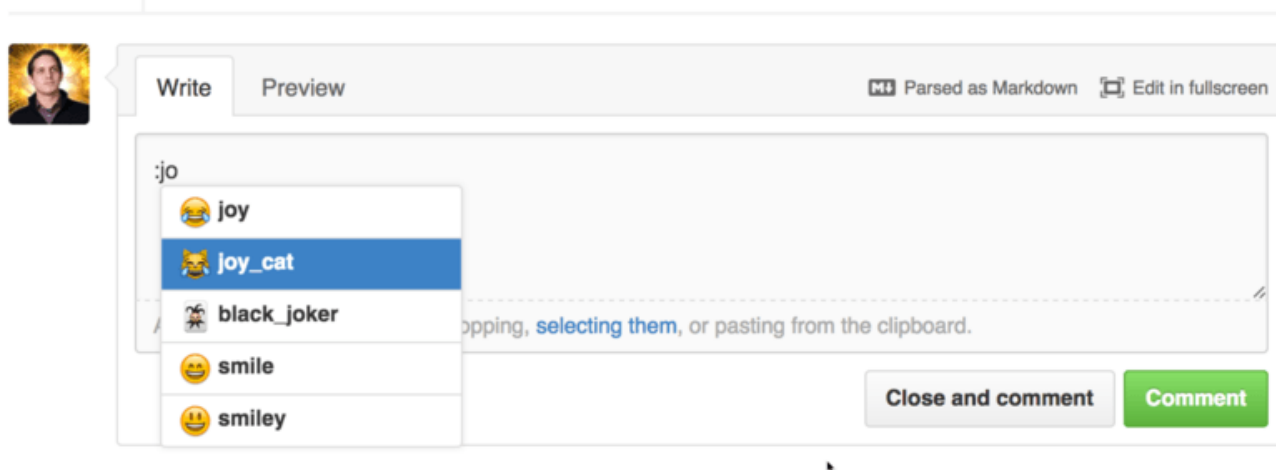 Write Preview Parsed as Markdown Edit in fullscreen
:jo
joy
joy_cat
black_joker
opping, selecting them, or pasting from the clipboard.
smile
smiley
Close and comment Comment